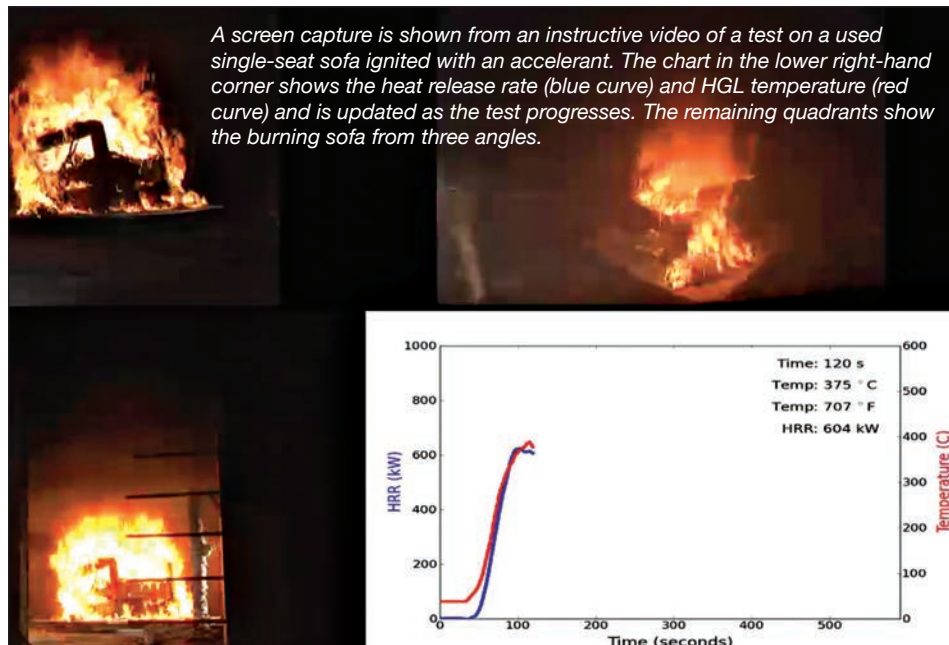 A screen capture is shown from an instructive video of a test on a used
single-seat sofa ignited with an accelerant. The chart in the lower right-hand
corner shows the heat release rate (blue curve) and HGL temperature (red
curve) and is updated as the test progresses. The remaining quadrants show
the burning sofa from three angles.
1000
800
600
400
200
0
HRR (kW)
Time: 120 s
Temp: 375 °C
Temp: 707 °F
HRR: 604 kW
600
500
400
300
200
100
0
Temperature (C)
0 100 200 300 400 500
Time (seconds)